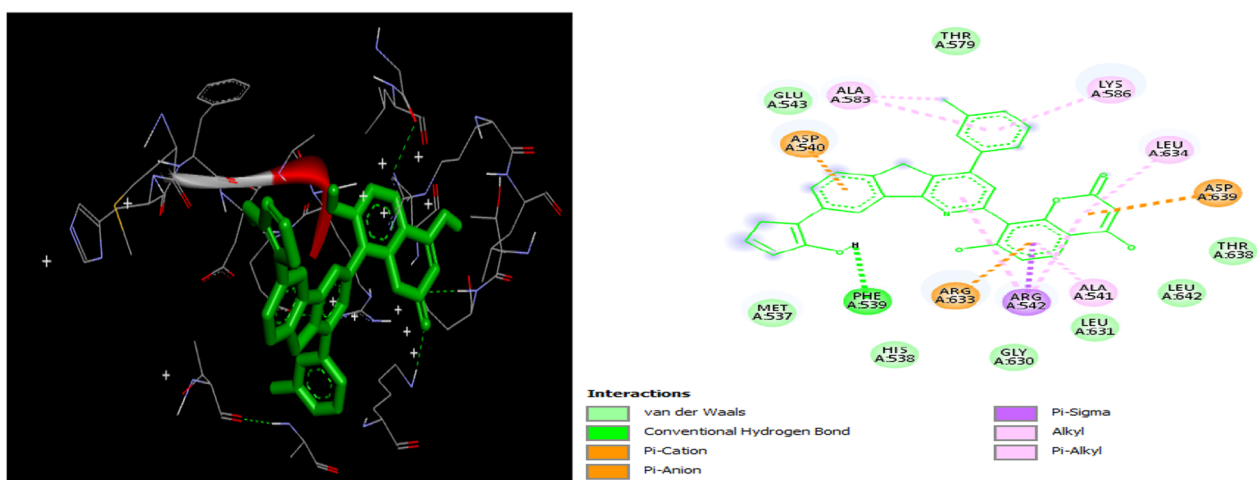 THR
A:579
GLU
A:543
ALA
A:583
LYS
A:586
ASP
A:540
LEU
A:634
ASP
A:639
N
H
O
O
O
O
O
THR
A:638
MET
A:537
PHE
A:539
ARG
A:633
ARG
A:542
ALA
A:541
LEU
A:642
HIS
A:538
GLY
A:630
LEU
A:631
Interactions
van der Waals
Conventional Hydrogen Bond
Pi-Cation
Pi-Anion
Pi-Sigma
Alkyl
Pi-Alkyl